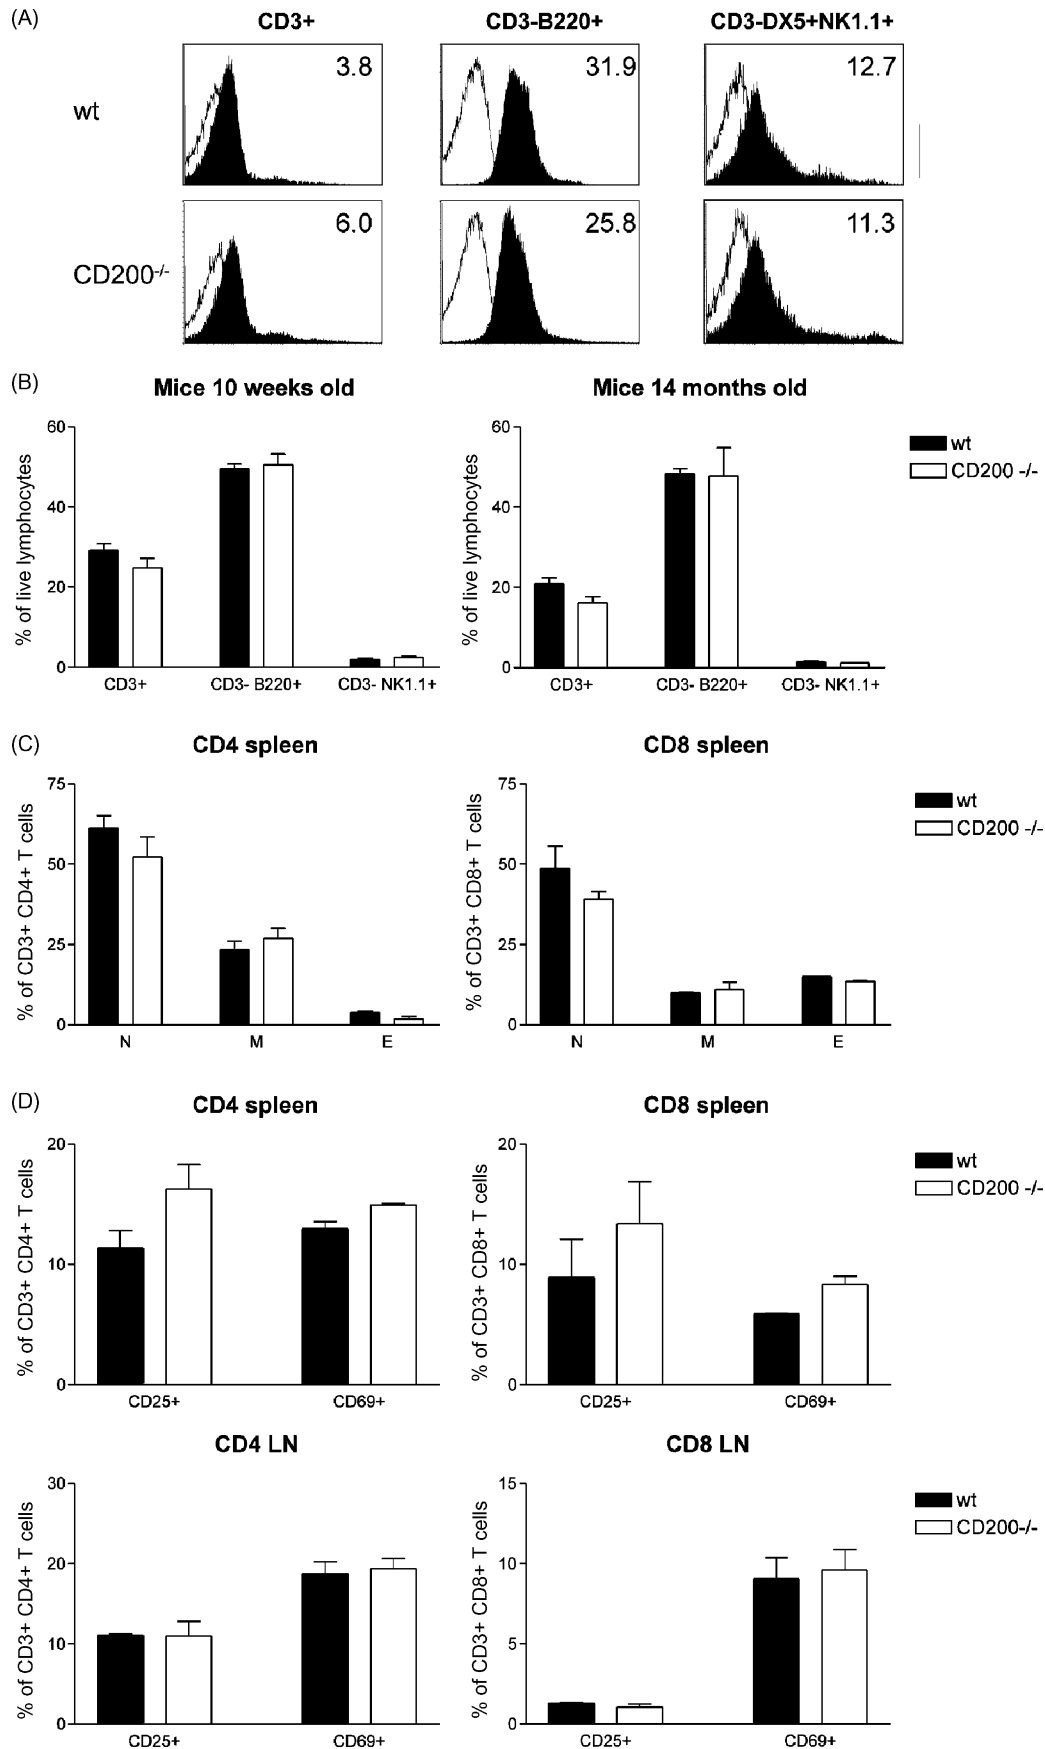 (A)
CD3+ CD3-B220+ CD3-DX5+NK1.1+
wt 3.8 31.9 12.7
CD200-/- 6.0 25.8 11.3
(B)
Mice 10 weeks old Mice 14 months old
% of live lymphocytes
60
40
20
0
CD3+ CD3- B220+ CD3- NK1.1+
% of live lymphocytes
60
40
20
0
CD3+ CD3- B220+ CD3- NK1.1+
wt
CD200 -/-
(C)
CD4 spleen CD8 spleen
% of CD3+ CD4+ T cells
75
50
25
0
N M E
% of CD3+ CD8+ T cells
75
50
25
0
N M E
wt
CD200 -/-
(D)
CD4 spleen CD8 spleen
% of CD3+ CD4+ T cells
20
10
0
CD25+ CD69+
% of CD3+ CD8+ T cells
20
10
0
CD25+ CD69+
wt
CD200 -/-
CD4 LN CD8 LN
% of CD3+ CD4+ T cells
30
20
10
0
CD25+ CD69+
% of CD3+ CD8+ T cells
15
10
5
0
CD25+ CD69+
wt
CD200-/-